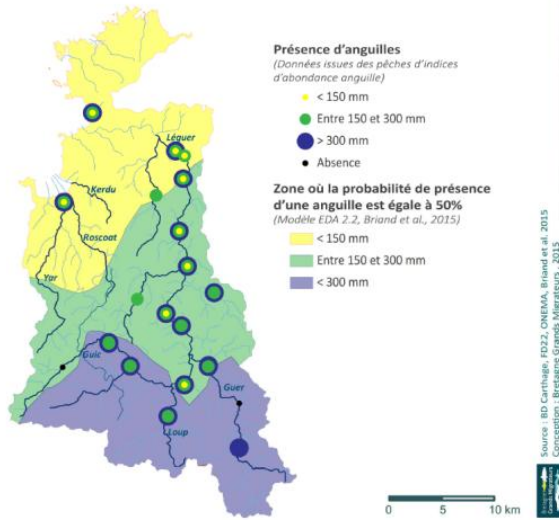 Présence d'anguilles
(Données issues des pêches d'indices
d'abondance anguille)
< 150 mm
Entre 150 et 300 mm
> 300 mm
Absence
Zone où la probabilité de présence
d'une anguille est égale à 50%
(Modèle EDA 2.2, Briand et al., 2015)
< 150 mm
Entre 150 et 300 mm
< 300 mm
Léguer
Kerdu
Roscoat
Yar
Guic
Guer
Loup
0 5 10 km
Source : BD Carthage, FD22, ONEMA, Briand et al. 2015
Conception : Bretagne Grands Migrateurs, 2015
Bretagne
Grands Migrateurs